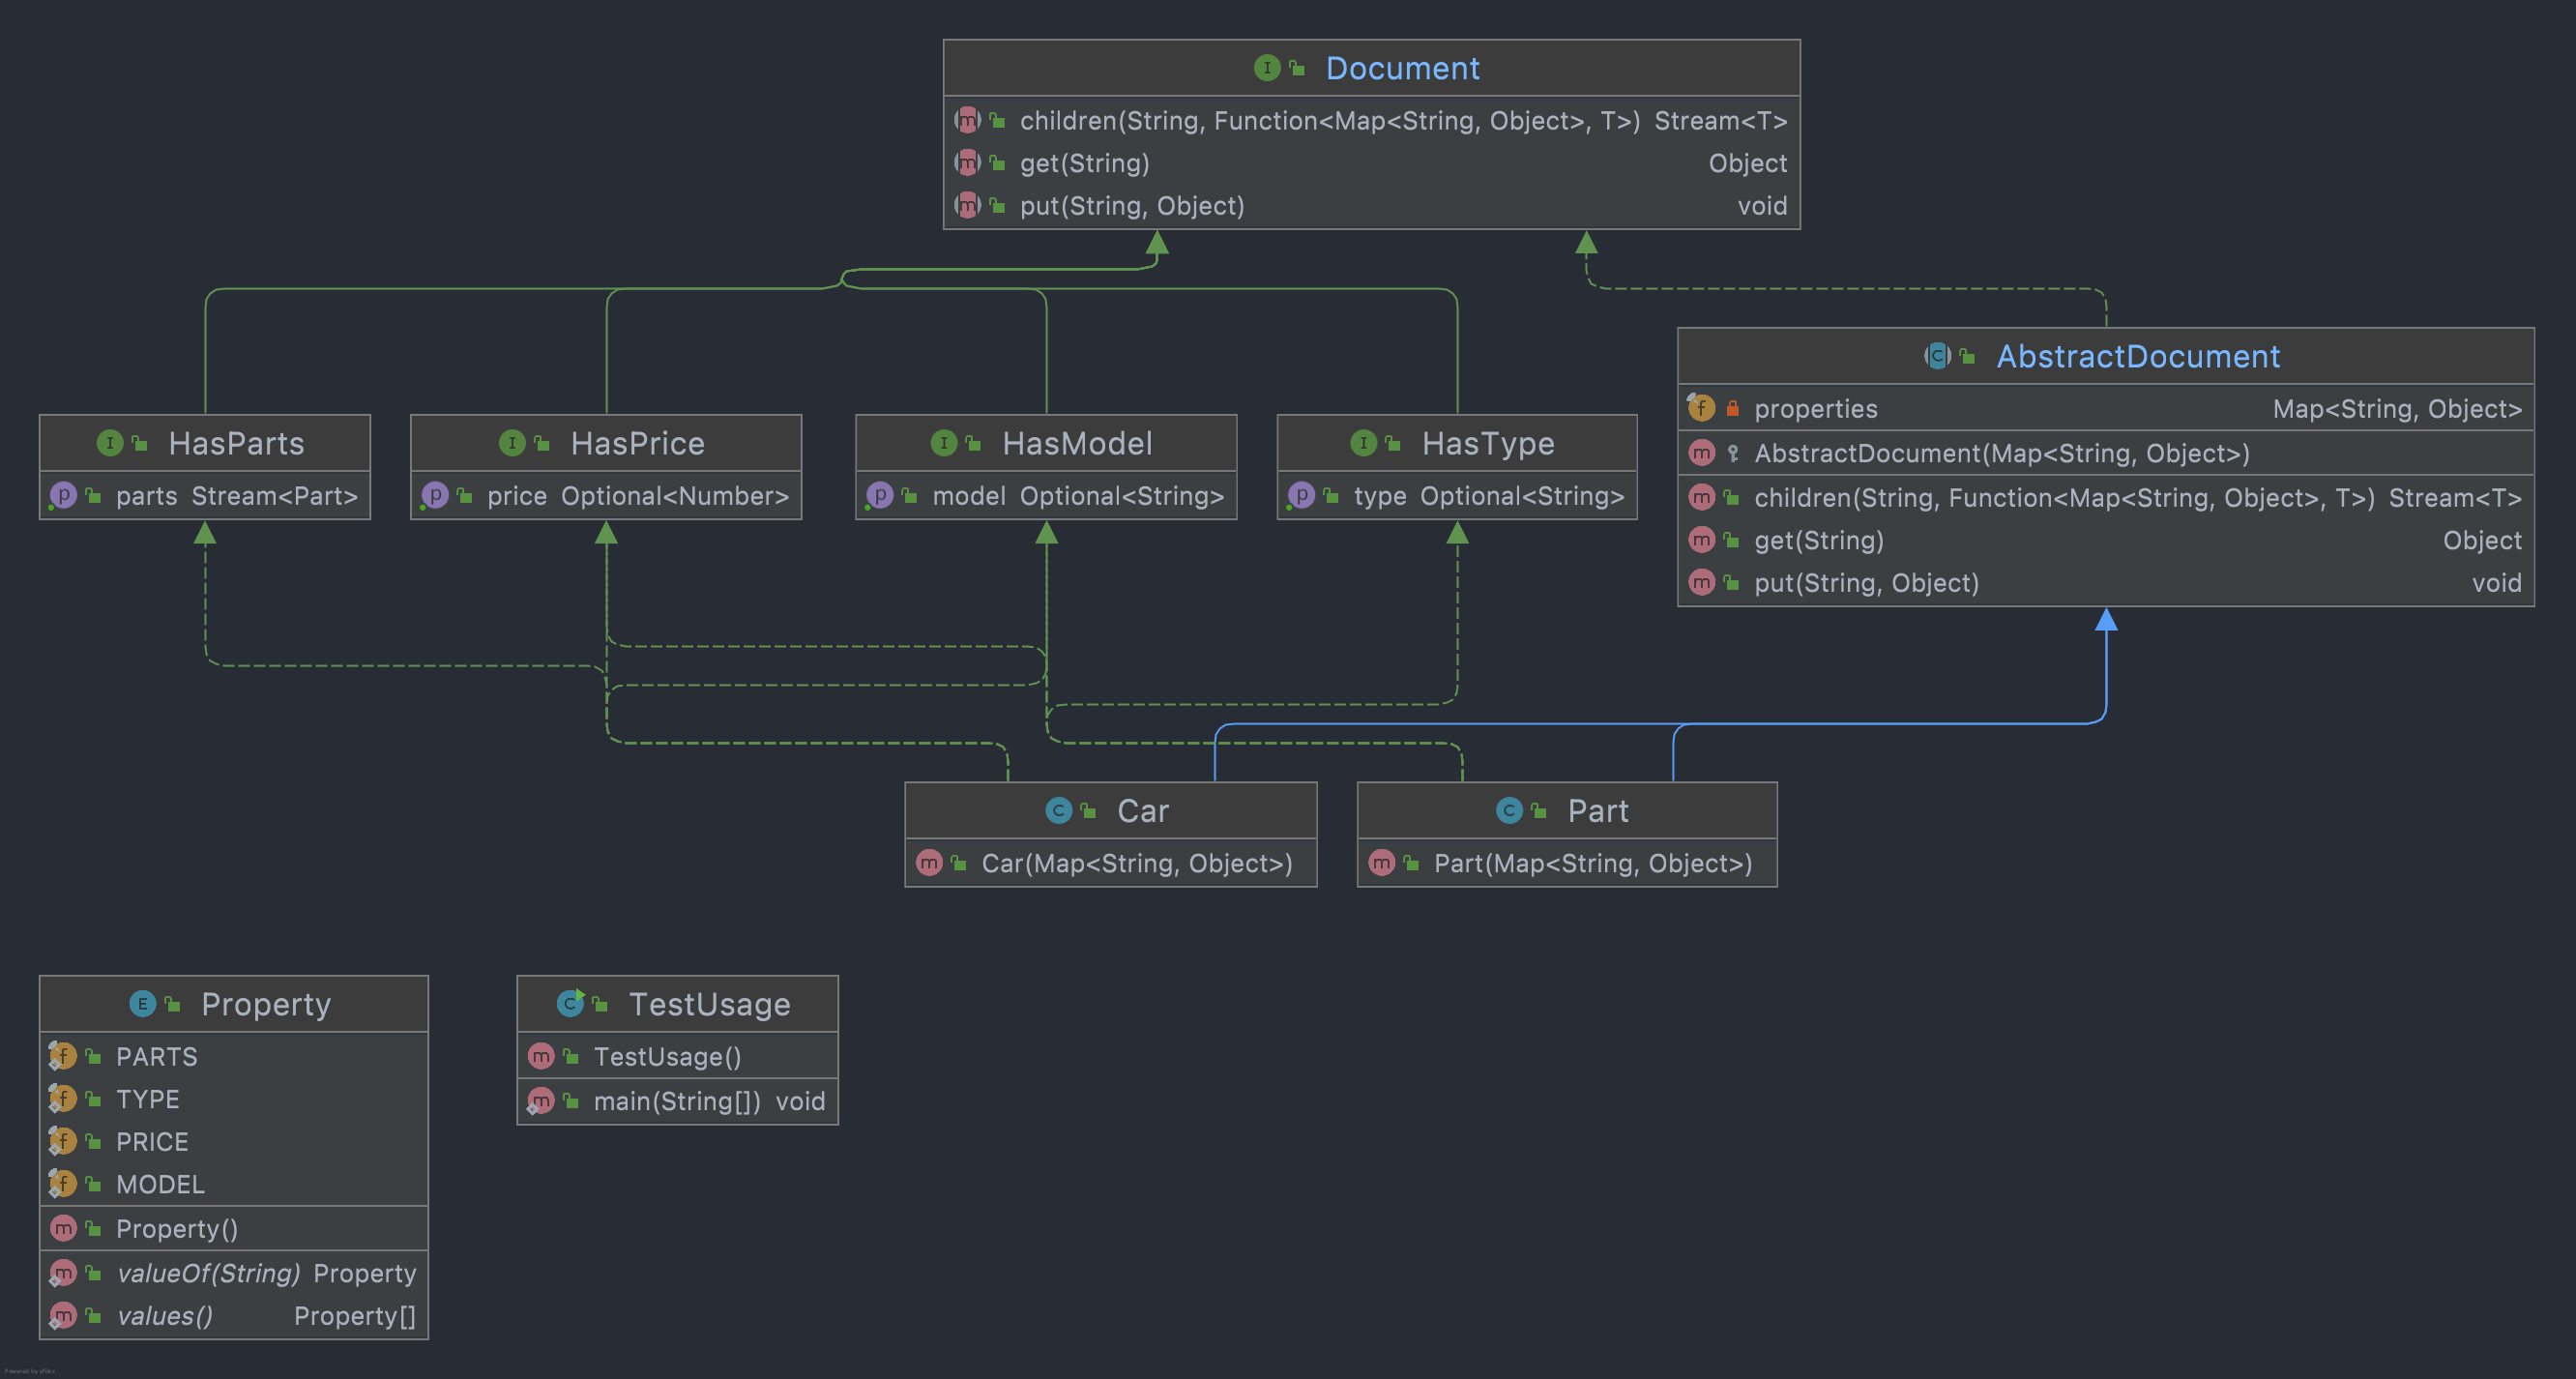 Document
children(String, Function<Map<String, Object>, T>) Stream<T>
get(String) Object
put(String, Object) void
AbstractDocument
properties Map<String, Object>
AbstractDocument(Map<String, Object>)
children(String, Function<Map<String, Object>, T>) Stream<T>
get(String) Object
put(String, Object) void
HasParts
parts Stream<Part>
HasPrice
price Optional<Number>
HasModel
model Optional<String>
HasType
type Optional<String>
Car
Car(Map<String, Object>)
Part
Part(Map<String, Object>)
Property
PARTS
TYPE
PRICE
MODEL
Property()
valueOf(String) Property
values() Property[]
TestUsage
TestUsage()
main(String[]) void
Powered by yFiles